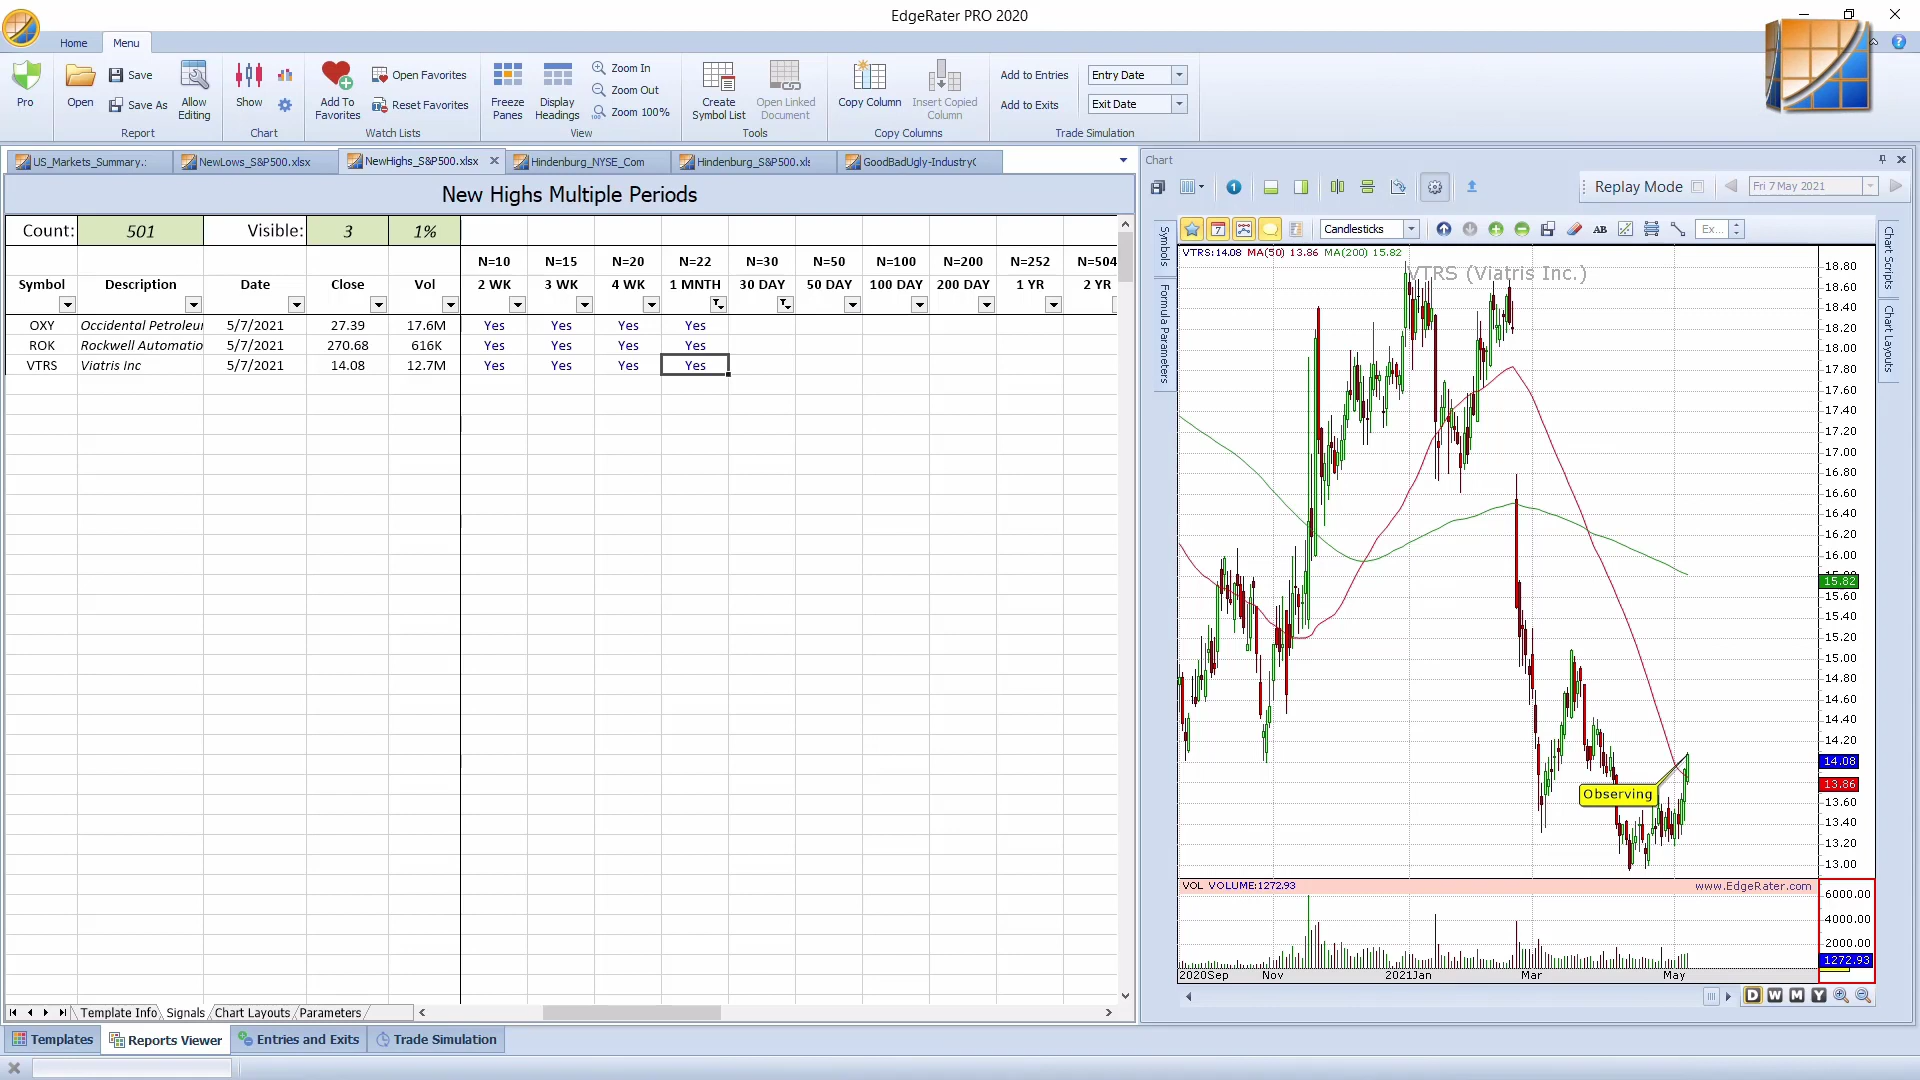 EdgeRater PRO 2020
Home
Menu
Pro
Open
Save
Save As
Allow Editing
Report
Show
Chart
Add To Favorites
Open Favorites
Reset Favorites
Watch Lists
Freeze Panes
Display Headings
Zoom In
Zoom Out
Zoom 100%
View
Create Symbol List
Open Linked Document
Tools
Copy Column
Insert Copied Column
Copy Columns
Add to Entries
Entry Date
Add to Exits
Exit Date
Trade Simulation
US_Markets_Summary.:
NewLows_S&P500.xlsx
NewHighs_S&P500.xlsx
Hindenburg_NYSE_Com
Hindenburg_S&P500.xl
GoodBadUgly-Industry
New Highs Multiple Periods
Count: 501 Visible: 3 1%
N=10 N=15 N=20 N=22 N=30 N=50 N=100 N=200 N=252 N=504
Symbol Description Date Close Vol 2 WK 3 WK 4 WK 1 MNTH 30 DAY 50 DAY 100 DAY 200 DAY 1 YR 2 YR
OXY Occidental Petroleur 5/7/2021 27.39 17.6M Yes Yes Yes Yes
ROK Rockwell Automatio 5/7/2021 270.68 616K Yes Yes Yes Yes
VTRS Viatris Inc 5/7/2021 14.08 12.7M Yes Yes Yes Yes
Template Info Signals Chart Layouts Parameters
Templates
Reports Viewer
Entries and Exits
Trade Simulation
Chart
1
Replay Mode
Fri 7 May 2021
Symbols
Formula Parameters
7
Candlesticks
AB
Ex...
Chart Scripts
Chart Layouts
VTRS:14.08 MA(50) 13.86 MA(200) 15.82
VTRS (Viatris Inc.)
18.80
18.60
18.40
18.20
18.00
17.80
17.60
17.40
17.20
17.00
16.80
16.60
16.40
16.20
16.00
15.82
15.60
15.40
15.20
15.00
14.80
14.60
14.40
14.20
14.08
13.86
13.60
13.40
13.20
13.00
Observing
VOL VOLUME:1272.93
www.EdgeRater.com
6000.00
4000.00
2000.00
1272.93
2020Sep Nov 2021Jan Mar May
D W M Y